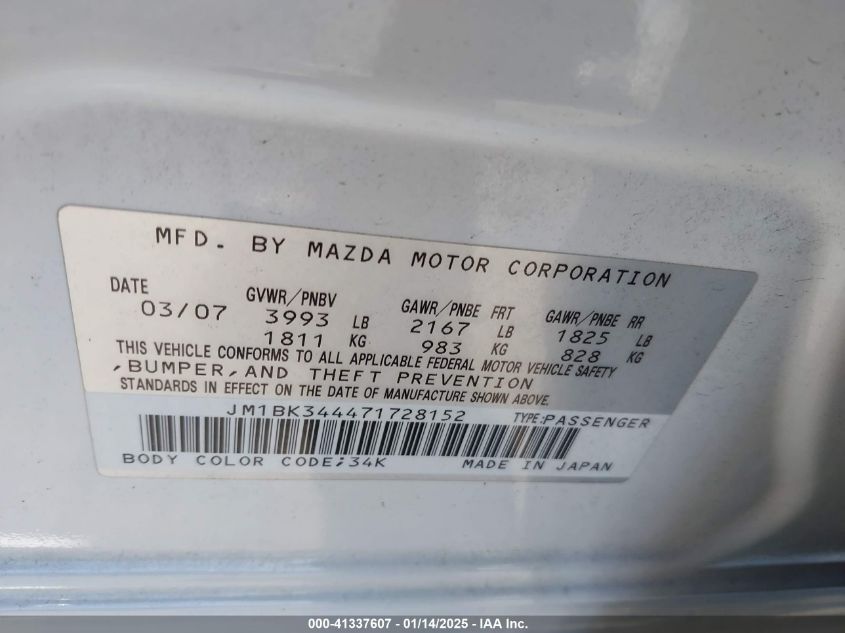 MFD. BY MAZDA MOTOR CORPORATION
DATE GVWR/PNBV GAWR/PNBE FRT GAWR/PNBE RR
03/07 3993 LB 2167 LB 1825 LB
1811 KG 983 KG 828 KG
THIS VEHICLE CONFORMS TO ALL APPLICABLE FEDERAL MOTOR VEHICLE SAFETY
,BUMPER,AND THEFT PREVENTION
STANDARDS IN EFFECT ON THE DATE OF MANUFACTURE SHOWN ABOVE.
JM1BK344471728152 TYPE:PASSENGER
BODY COLOR CODE:34K MADE IN JAPAN
000-41337607 - 01/14/2025 - IAA Inc.